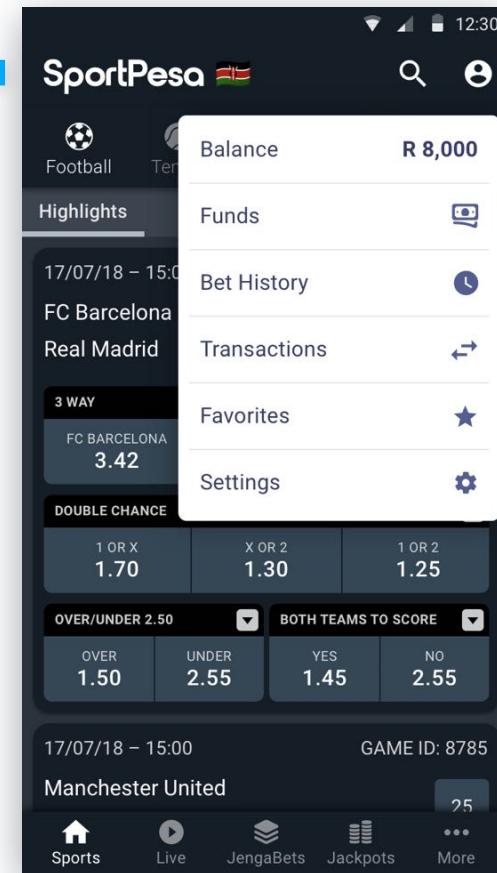 12:30
SportPesa
Football Ten
Balance R 8,000
Highlights
Funds
17/07/18 – 15:0
Bet History
FC Barcelona
Real Madrid
Transactions
3 WAY
Favorites
FC BARCELONA
3.42
Settings
DOUBLE CHANCE
1 OR X X OR 2 1 OR 2
1.70 1.30 1.25
OVER/UNDER 2.50 BOTH TEAMS TO SCORE
OVER UNDER YES NO
1.50 2.55 1.45 2.55
17/07/18 – 15:00 GAME ID: 8785
Manchester United
25
Sports Live JengaBets Jackpots More